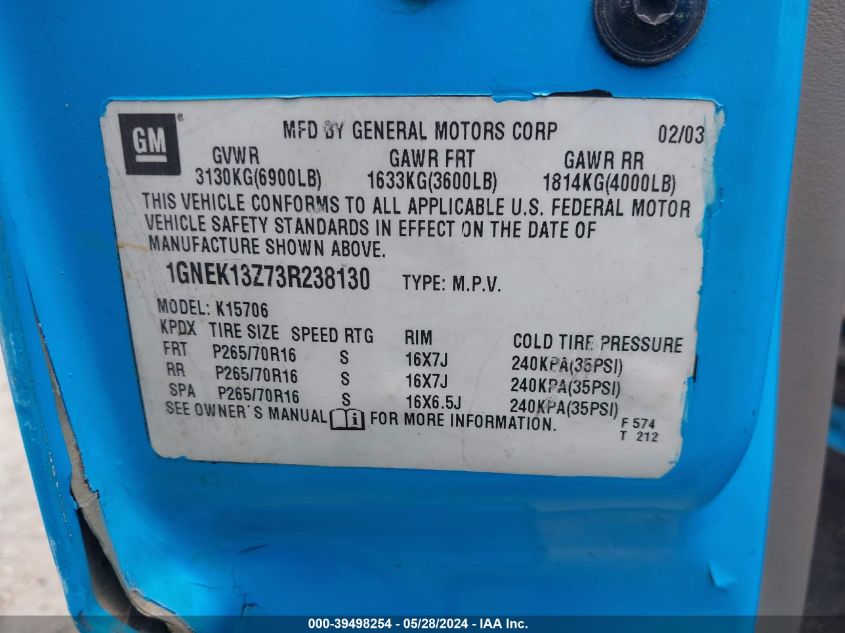 GM
MFD BY GENERAL MOTORS CORP 02/03
GVWR GAWR FRT GAWR RR
3130KG(6900LB) 1633KG(3600LB) 1814KG(4000LB)
THIS VEHICLE CONFORMS TO ALL APPLICABLE U.S. FEDERAL MOTOR
VEHICLE SAFETY STANDARDS IN EFFECT ON THE DATE OF
MANUFACTURE SHOWN ABOVE.
1GNEK13Z73R238130 TYPE: M.P.V.
MODEL: K15706
KPDX TIRE SIZE SPEED RTG RIM COLD TIRE PRESSURE
FRT P265/70R16 S 16X7J 240KPA(35PSI)
RR P265/70R16 S 16X7J 240KPA(35PSI)
SPA P265/70R16 S 16X6.5J 240KPA(35PSI)
SEE OWNER'S MANUAL FOR MORE INFORMATION.
F 574
T 212
000-39498254 / 05/28/2024 - IAA Inc.